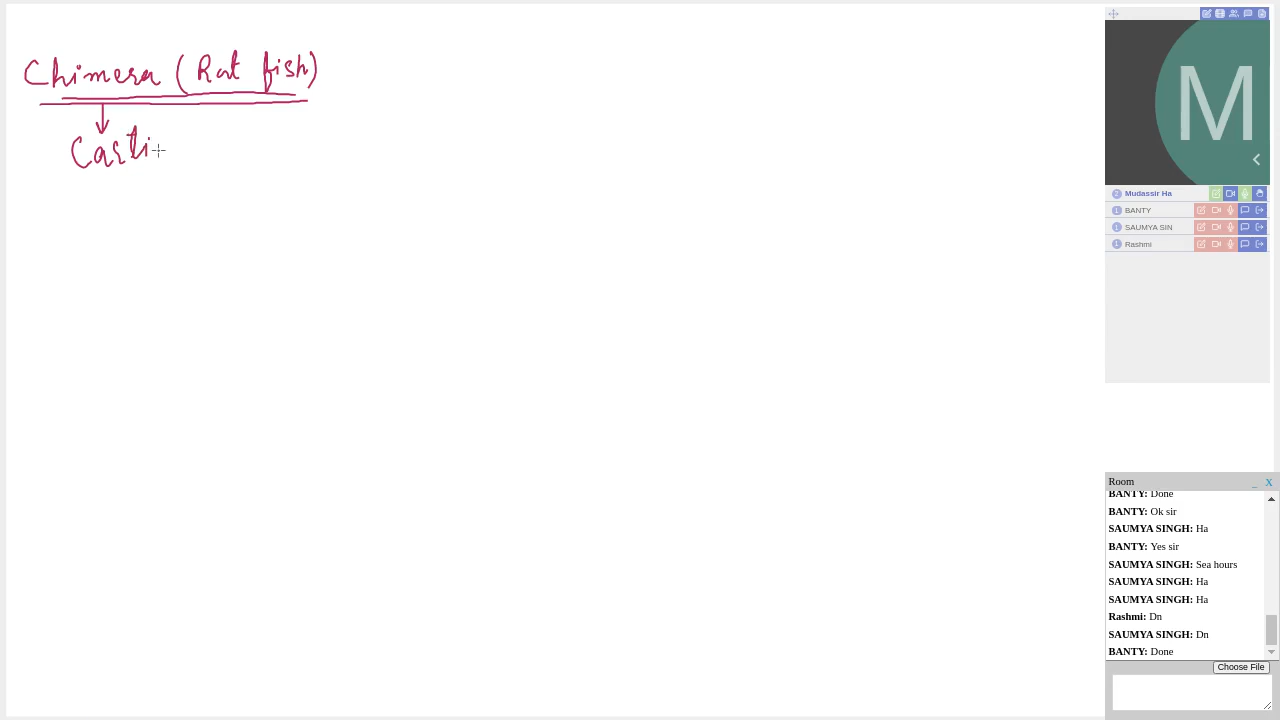 Chimera (Rat fish)
Carti
M
Mudassir Ha
BANTY
SAUMYA SIN
Rashmi
Room
_ X
BANTY: Done
BANTY: Ok sir
SAUMYA SINGH: Ha
BANTY: Yes sir
SAUMYA SINGH: Sea hours
SAUMYA SINGH: Ha
SAUMYA SINGH: Ha
Rashmi: Dn
SAUMYA SINGH: Dn
BANTY: Done
Choose File